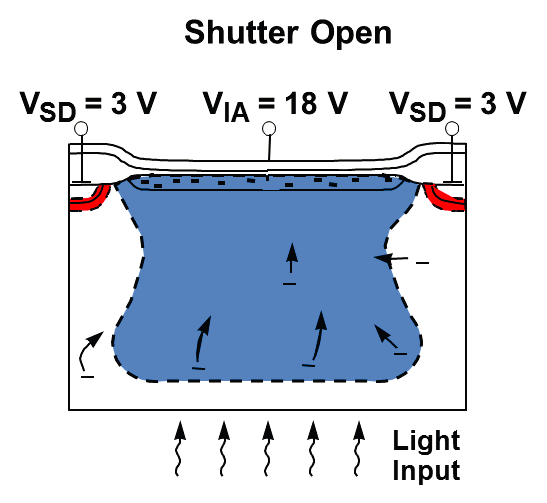 Shutter Open
VSD = 3 V VIA = 18 V VSD = 3 V
Light
Input